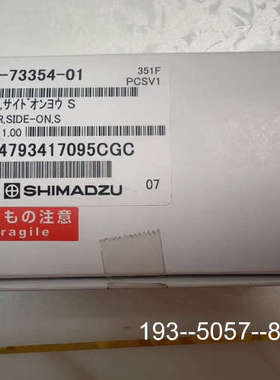 -73354-01
351F
PCSV1
,サイドオンヨウ S
R,SIDE-ON,S
1.00
4793417095CGC
SHIMADZU
07
もの注意
ragile
193--5057--8